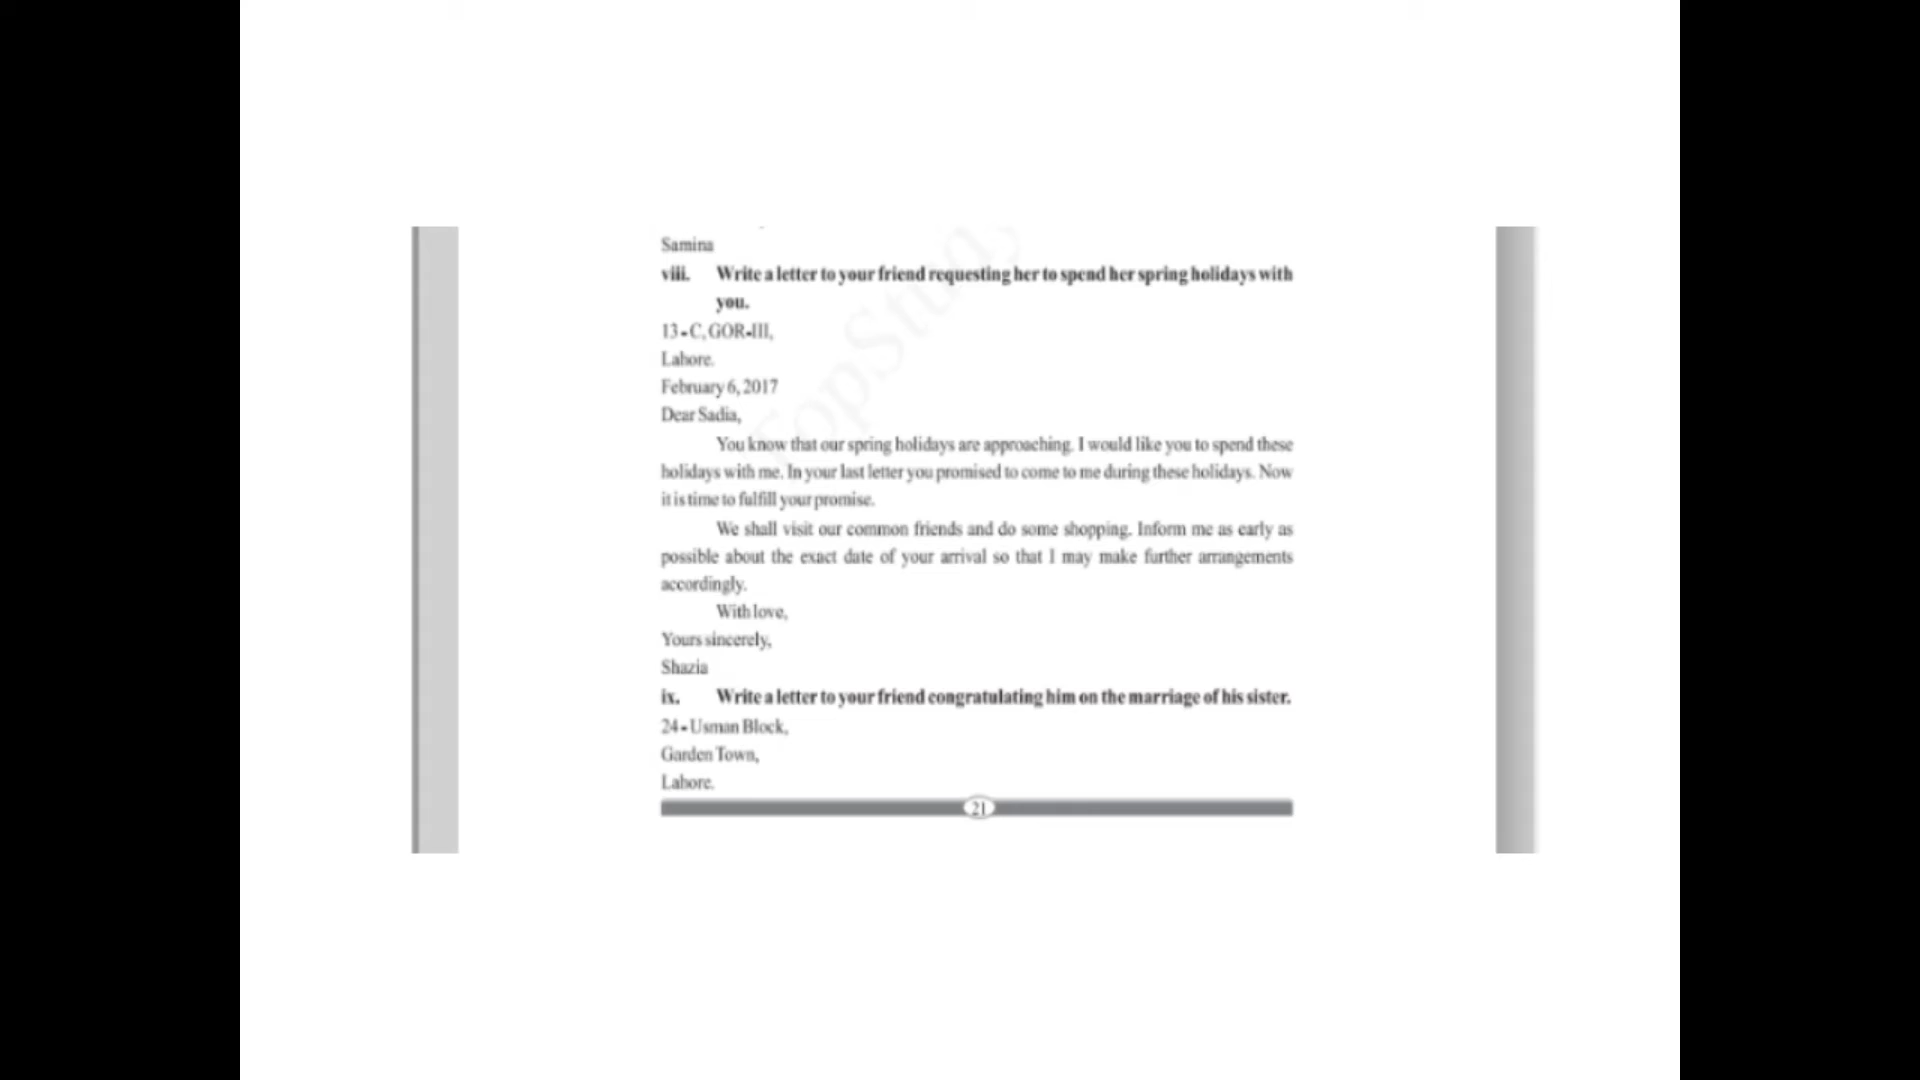 Samina
viii. Write a letter to your friend requesting her to spend her spring holidays with
you.
13-C, GOR-III,
Lahore.
February 6, 2017
Dear Sadia,
You know that our spring holidays are approaching. I would like you to spend these
holidays with me. In your last letter you promised to come to me during these holidays. Now
it is time to fulfill your promise.
We shall visit our common friends and do some shopping. Inform me as early as
possible about the exact date of your arrival so that I may make further arrangements
accordingly.
With love,
Yours sincerely,
Shazia
ix. Write a letter to your friend congratulating him on the marriage of his sister.
24-Usman Block,
Garden Town,
Lahore.
21